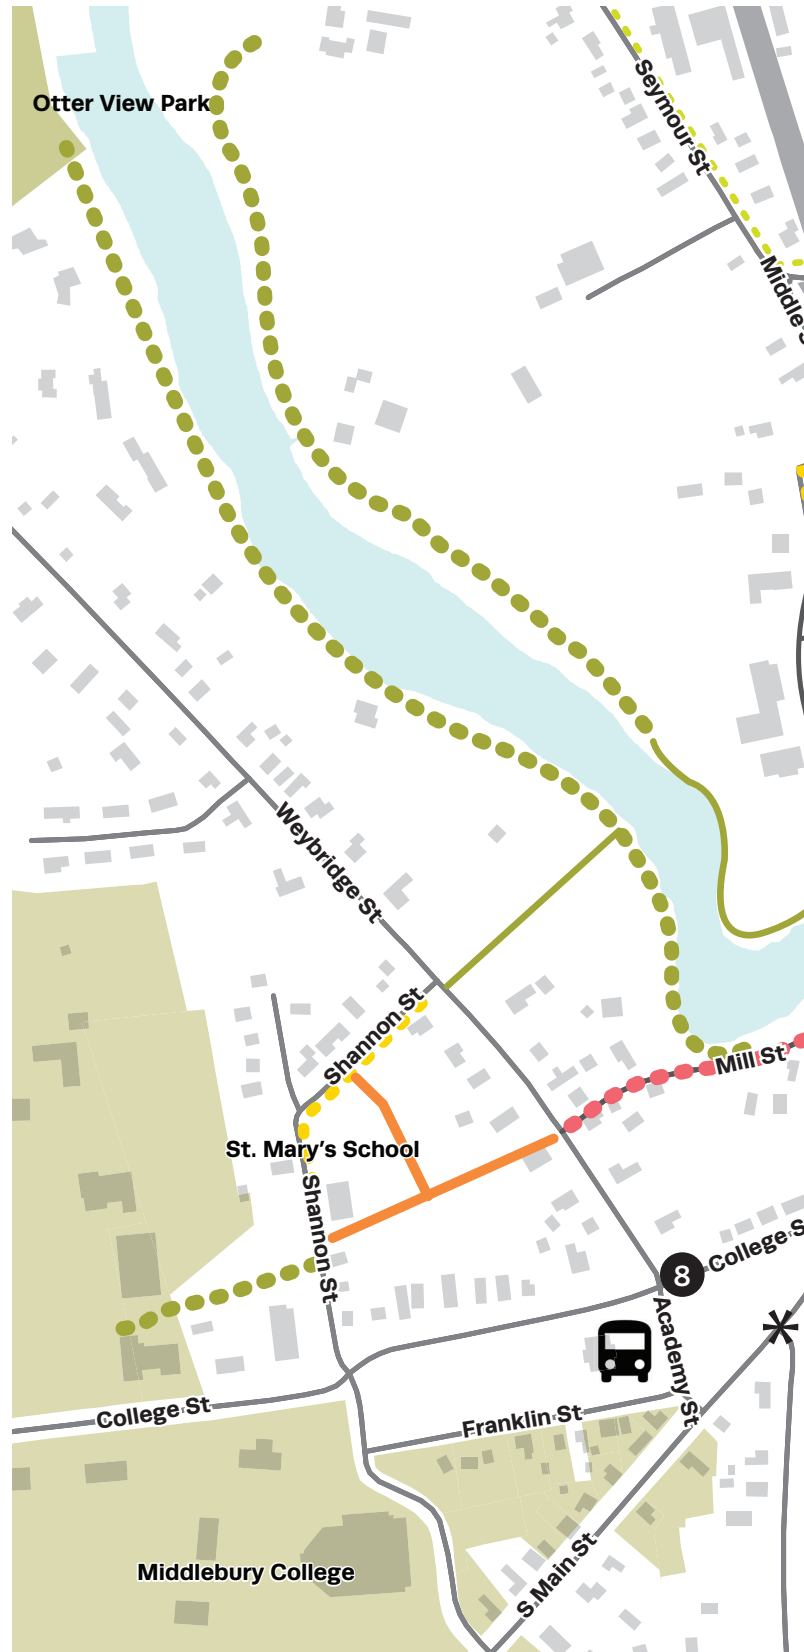 Otter View Park
Seymour St
Middle
Weybridge St
Shannon St
Mill St
St. Mary's School
Shannon St
College S
8
Academy St
College St
Franklin St
S Main St
Middlebury College